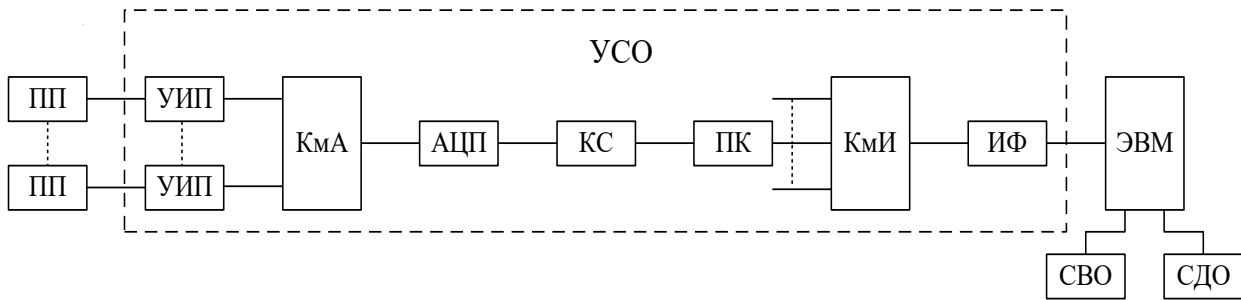 УСО
ПП УИП
КмА АЦП КС ПК КмИ ИФ ЭВМ
ПП УИП
СВО СДО